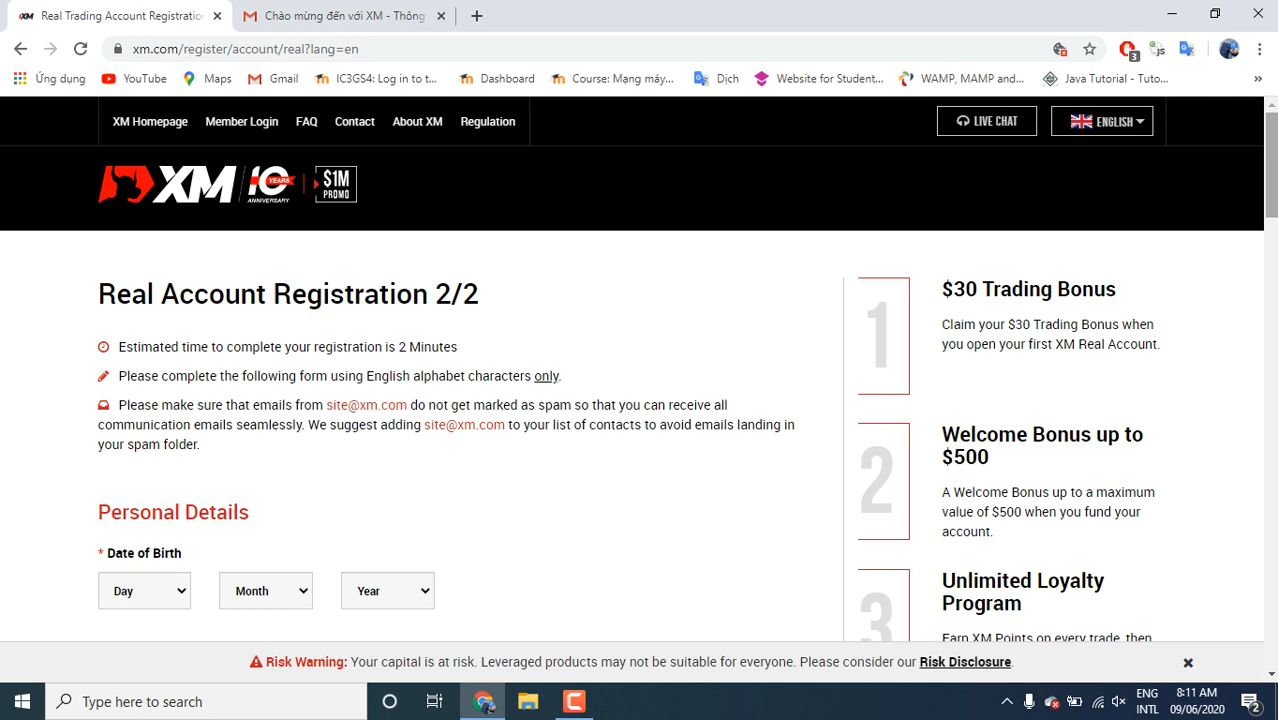 Real Trading Account Registration
Chào mừng đến với XM - Thông
xm.com/register/account/real?lang=en
3
Ứng dụng
YouTube
Maps
Gmail
IC3GS4: Log in to t...
Dashboard
Course: Mạng máy...
Dịch
Website for Student...
WAMP, MAMP and...
Java Tutorial - Tuto...
XM Homepage
Member Login
FAQ
Contact
About XM
Regulation
LIVE CHAT
ENGLISH
XM
10 YEARS
ANNIVERSARY
$1M
PROMO
Real Account Registration 2/2
Estimated time to complete your registration is 2 Minutes
Please complete the following form using English alphabet characters only.
Please make sure that emails from site@xm.com do not get marked as spam so that you can receive all
communication emails seamlessly. We suggest adding site@xm.com to your list of contacts to avoid emails landing in
your spam folder.
Personal Details
* Date of Birth
Day
Month
Year
1
$30 Trading Bonus
Claim your $30 Trading Bonus when
you open your first XM Real Account.
2
Welcome Bonus up to
$500
A Welcome Bonus up to a maximum
value of $500 when you fund your
account.
3
Unlimited Loyalty
Program
Earn XM Points on every trade, then
Risk Warning: Your capital is at risk. Leveraged products may not be suitable for everyone. Please consider our Risk Disclosure.
Type here to search
ENG
INTL
8:11 AM
09/06/2020
2